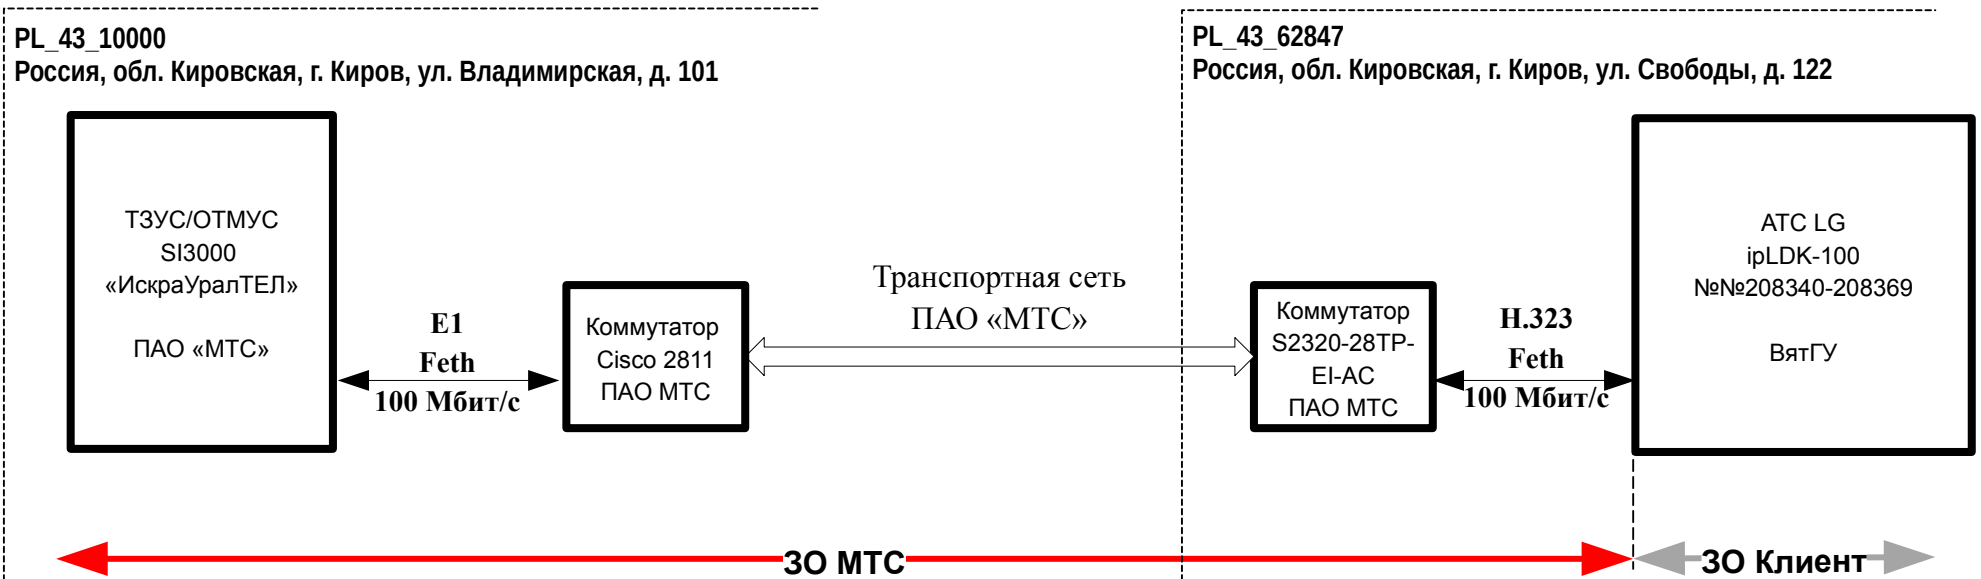 PL_43_10000
Россия, обл. Кировская, г. Киров, ул. Владимирская, д. 101
PL_43_62847
Россия, обл. Кировская, г. Киров, ул. Свободы, д. 122
ТЗУС/ОТМУС
SI3000
«ИскраУралТЕЛ»
ПАО «МТС»
E1
Feth
100 Мбит/с
Коммутатор
Cisco 2811
ПАО МТС
Транспортная сеть
ПАО «МТС»
Коммутатор
S2320-28TP-
EI-AC
ПАО МТС
H.323
Feth
100 Мбит/с
АТС LG
ipLDK-100
№№208340-208369
ВятГУ
ЗО МТС
ЗО Клиент